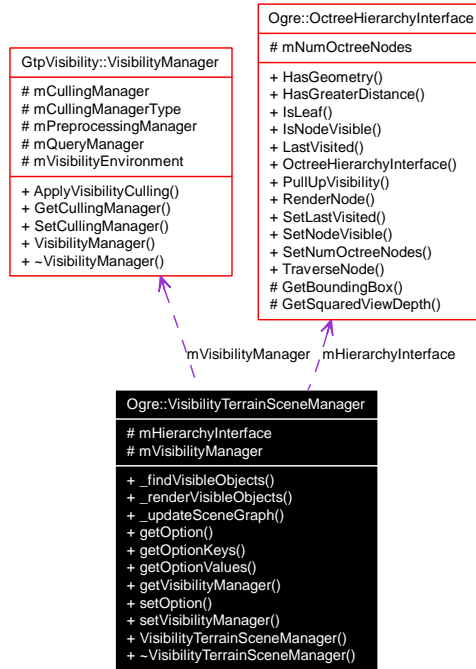 GtpVisibility::VisibilityManager
# mCullingManager
# mCullingManagerType
# mPreprocessingManager
# mQueryManager
# mVisibilityEnvironment
+ ApplyVisibilityCulling()
+ GetCullingManager()
+ SetCullingManager()
+ VisibilityManager()
+ ~VisibilityManager()
Ogre::OctreeHierarchyInterface
# mNumOctreeNodes
+ HasGeometry()
+ HasGreaterDistance()
+ IsLeaf()
+ IsNodeVisible()
+ LastVisited()
+ OctreeHierarchyInterface()
+ PullUpVisibility()
+ RenderNode()
+ SetLastVisited()
+ SetNodeVisible()
+ SetNumOctreeNodes()
+ TraverseNode()
# GetBoundingBox()
# GetSquaredViewDepth()
mVisibilityManager
mHierarchyInterface
Ogre::VisibilityTerrainSceneManager
# mHierarchyInterface
# mVisibilityManager
+ _findVisibleObjects()
+ _renderVisibleObjects()
+ _updateSceneGraph()
+ getOption()
+ getOptionKeys()
+ getOptionValues()
+ getVisibilityManager()
+ setOption()
+ setVisibilityManager()
+ VisibilityTerrainSceneManager()
+ ~VisibilityTerrainSceneManager()